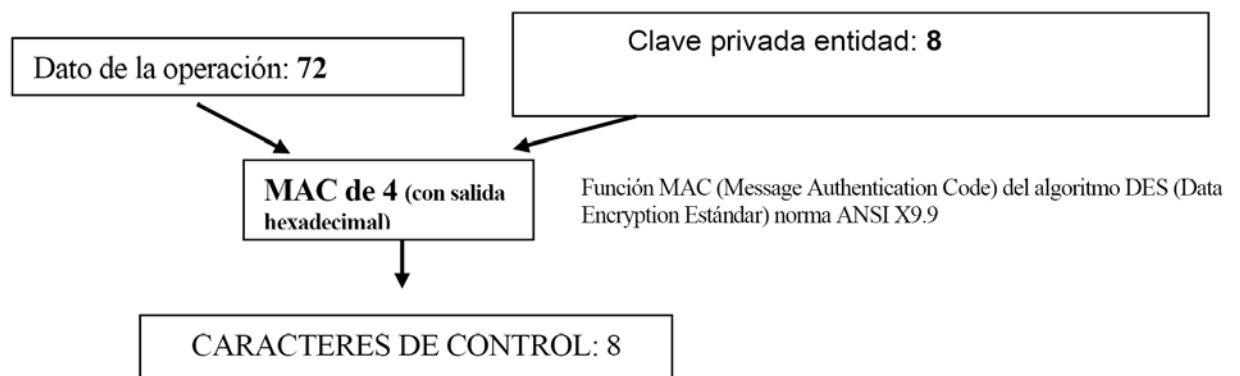 Clave privada entidad: 8
Dato de la operación: 72
MAC de 4 (con salida
hexadecimal)
Función MAC (Message Authentication Code) del algoritmo DES (Data
Encryption Estándar) norma ANSI X9.9
CARACTERES DE CONTROL: 8